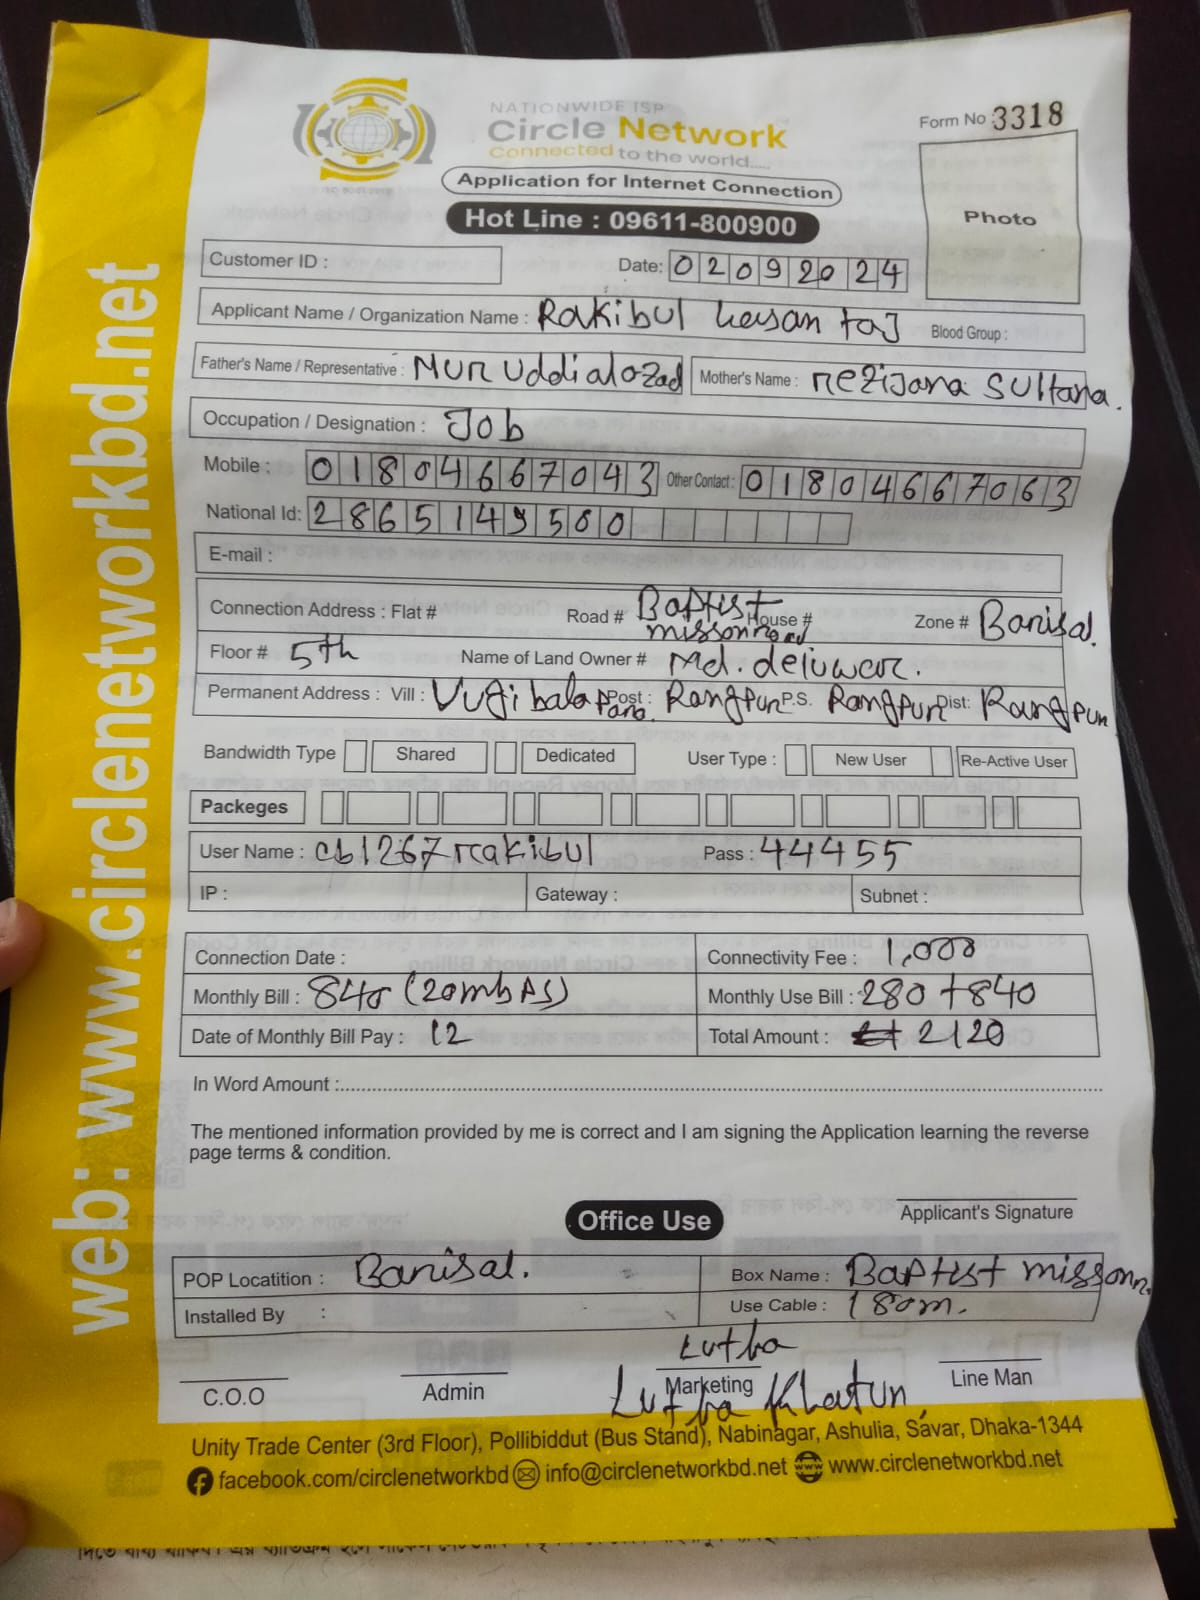 web: www.circlenetworkbd.net
NATIONWIDE ISP
Circle Network
Connected to the world.....
Form No 3318
Application for Internet Connection
Hot Line : 09611-800900
Photo
Customer ID :
Date: 02092024
Applicant Name / Organization Name : Rakibul hasan taj Blood Group :
Father's Name / Representative : Nur Uddin alozad Mother's Name : rezijana sultana.
Occupation / Designation : Job
Mobile : 01804667043 Other Contact : 01804667063
National Id: 2865149500
E-mail :
Connection Address : Flat # Road # Baptist misson road House # Zone # Barisal.
Floor # 5th Name of Land Owner # Md. deluwar.
Permanent Address : Vill : Vugi bala Para Post : Rangpur P.S. Rangpur Dist: Rangpur
Bandwidth Type Shared Dedicated User Type : New User Re-Active User
Packeges
User Name : cb1267rakibul Pass : 44455
IP : Gateway : Subnet :
Connection Date : Connectivity Fee : 1,000
Monthly Bill : 840 (20mbps) Monthly Use Bill : 280 + 840
Date of Monthly Bill Pay : 12 Total Amount : 2120
In Word Amount :
The mentioned information provided by me is correct and I am signing the Application learning the reverse
page terms & condition.
Applicant's Signature
Office Use
POP Locatition : Barisal. Box Name : Baptist misson
Installed By : Use Cable : 180m.
Lutba
C.O.O Admin Marketing Line Man
Lutba Khatun
Unity Trade Center (3rd Floor), Pollibiddut (Bus Stand), Nabinagar, Ashulia, Savar, Dhaka-1344
facebook.com/circlenetworkbd info@circlenetworkbd.net www.circlenetworkbd.net